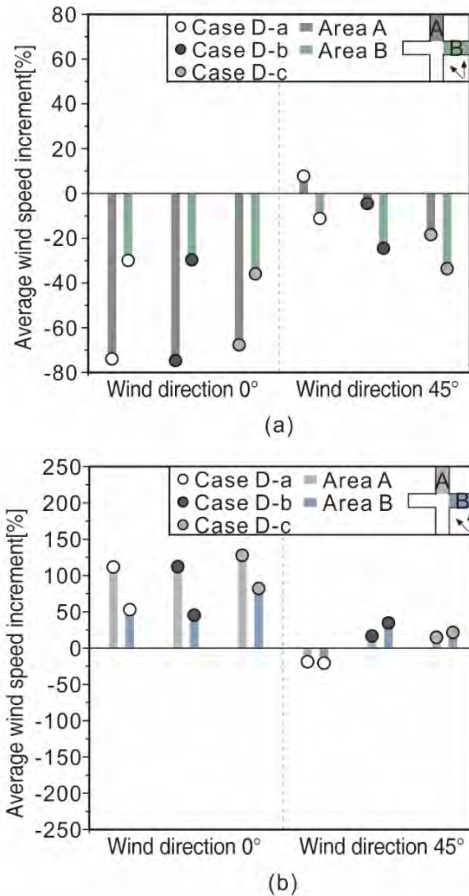 80
60
40
20
0
-20
-40
-60
-80
Average wind speed increment[%]
Case D-a
Area A
Case D-b
Area B
Case D-c
A
B
Wind direction 0°
Wind direction 45°
(a)
250
200
150
100
50
0
-50
-100
-150
-200
-250
Average wind speed increment[%]
Case D-a
Area A
Case D-b
Area B
Case D-c
A
B
Wind direction 0°
Wind direction 45°
(b)